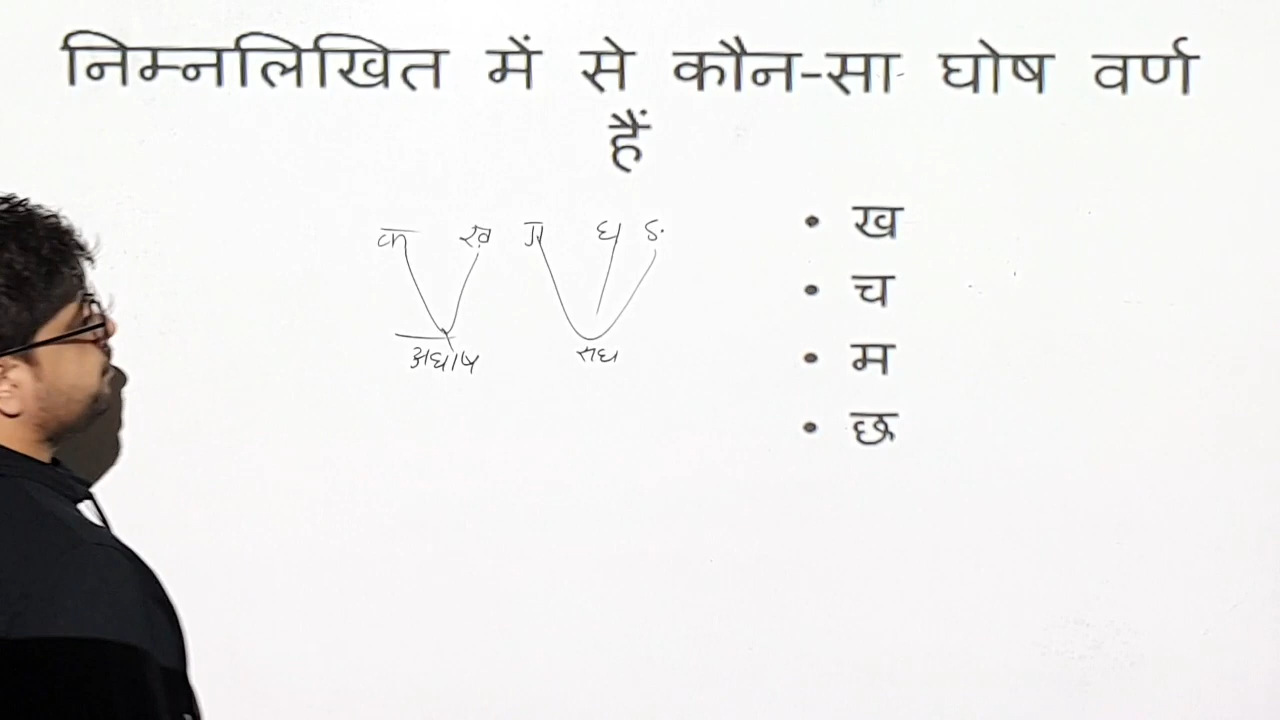 निम्नलिखित में से कौन-सा घोष वर्ण
हैं
क ख ग घ ङ
अघोष सघो
• ख
• च
• म
• छ